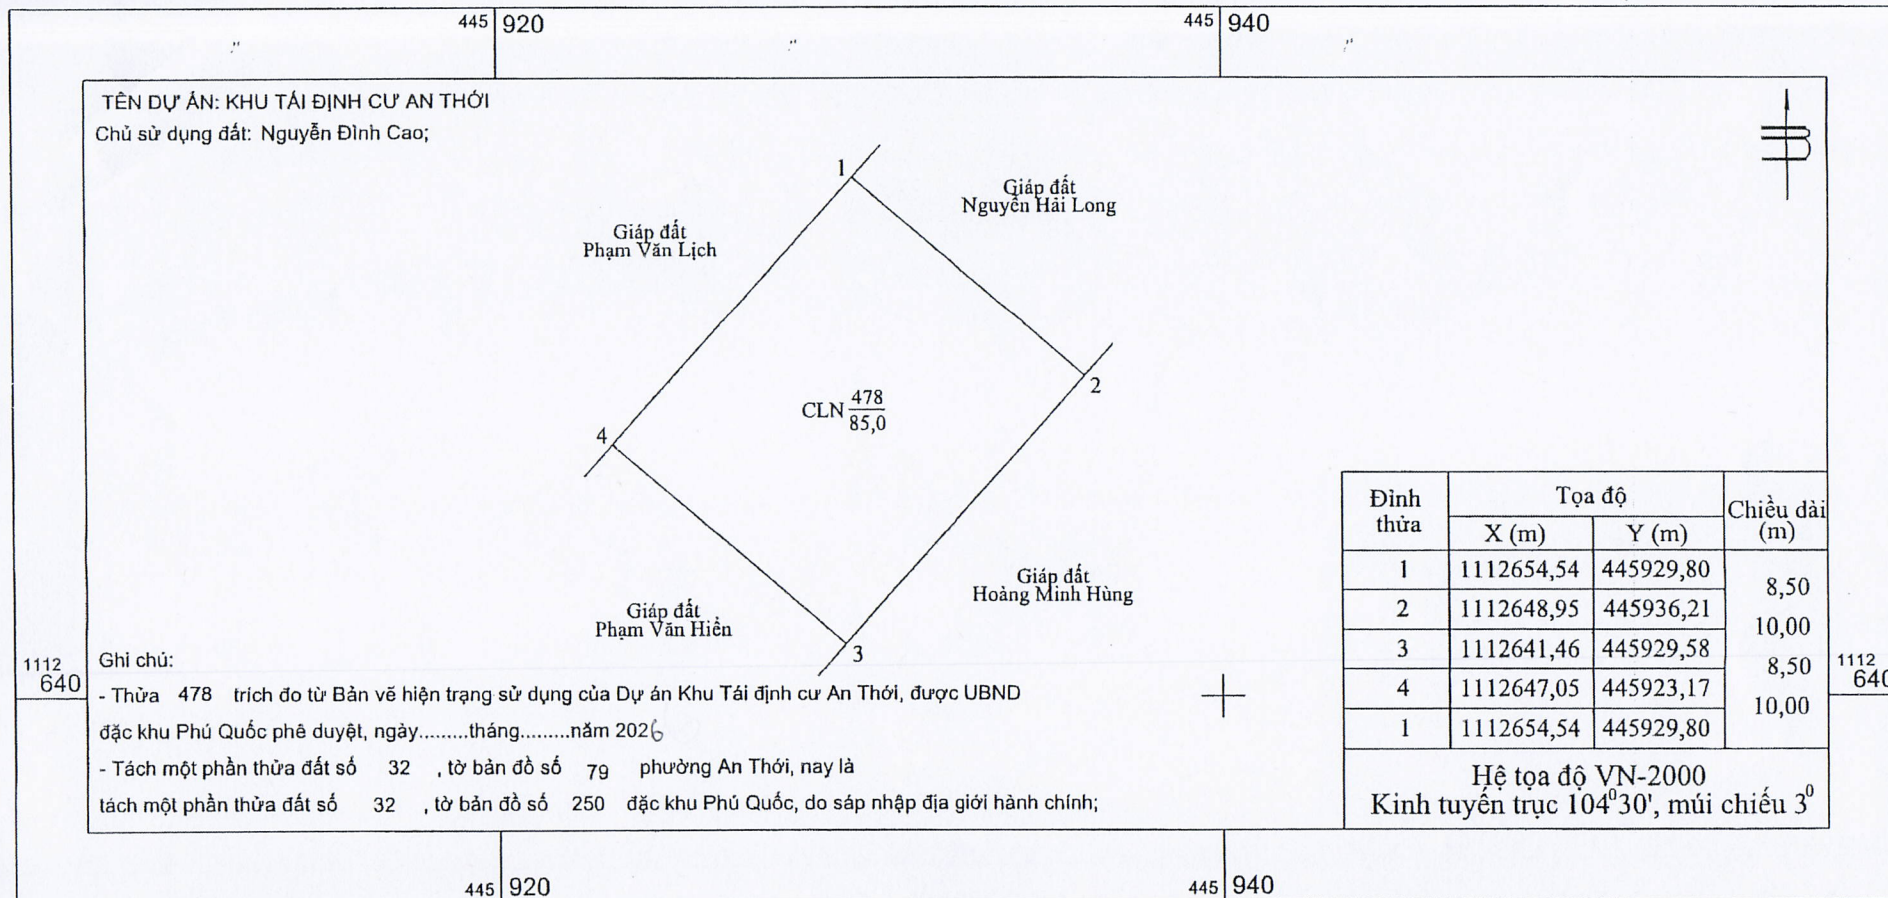 445 920
445 940
TÊN DỰ ÁN: KHU TÁI ĐỊNH CƯ AN THỚI
Chủ sử dụng đất: Nguyễn Đình Cao;
1
Giáp đất
Nguyễn Hải Long
Giáp đất
Phạm Văn Lịch
2
CLN 478
85,0
4
Giáp đất
Hoàng Minh Hùng
Giáp đất
Phạm Văn Hiền
3
Đỉnh thửa
Tọa độ
Chiều dài (m)
X (m) Y (m)
1 1112654,54 445929,80
8,50
2 1112648,95 445936,21
10,00
3 1112641,46 445929,58
8,50
4 1112647,05 445923,17
10,00
1 1112654,54 445929,80
Hệ tọa độ VN-2000
Kinh tuyến trục 104⁰30', múi chiếu 3⁰
1112
640
1112
640
Ghi chú:
- Thửa 478 trích đo từ Bản vẽ hiện trạng sử dụng của Dự án Khu Tái định cư An Thới, được UBND
đặc khu Phú Quốc phê duyệt, ngày.........tháng.........năm 2026
- Tách một phần thửa đất số 32 , tờ bản đồ số 79 phường An Thới, nay là
tách một phần thửa đất số 32 , tờ bản đồ số 250 đặc khu Phú Quốc, do sáp nhập địa giới hành chính;
445 920
445 940